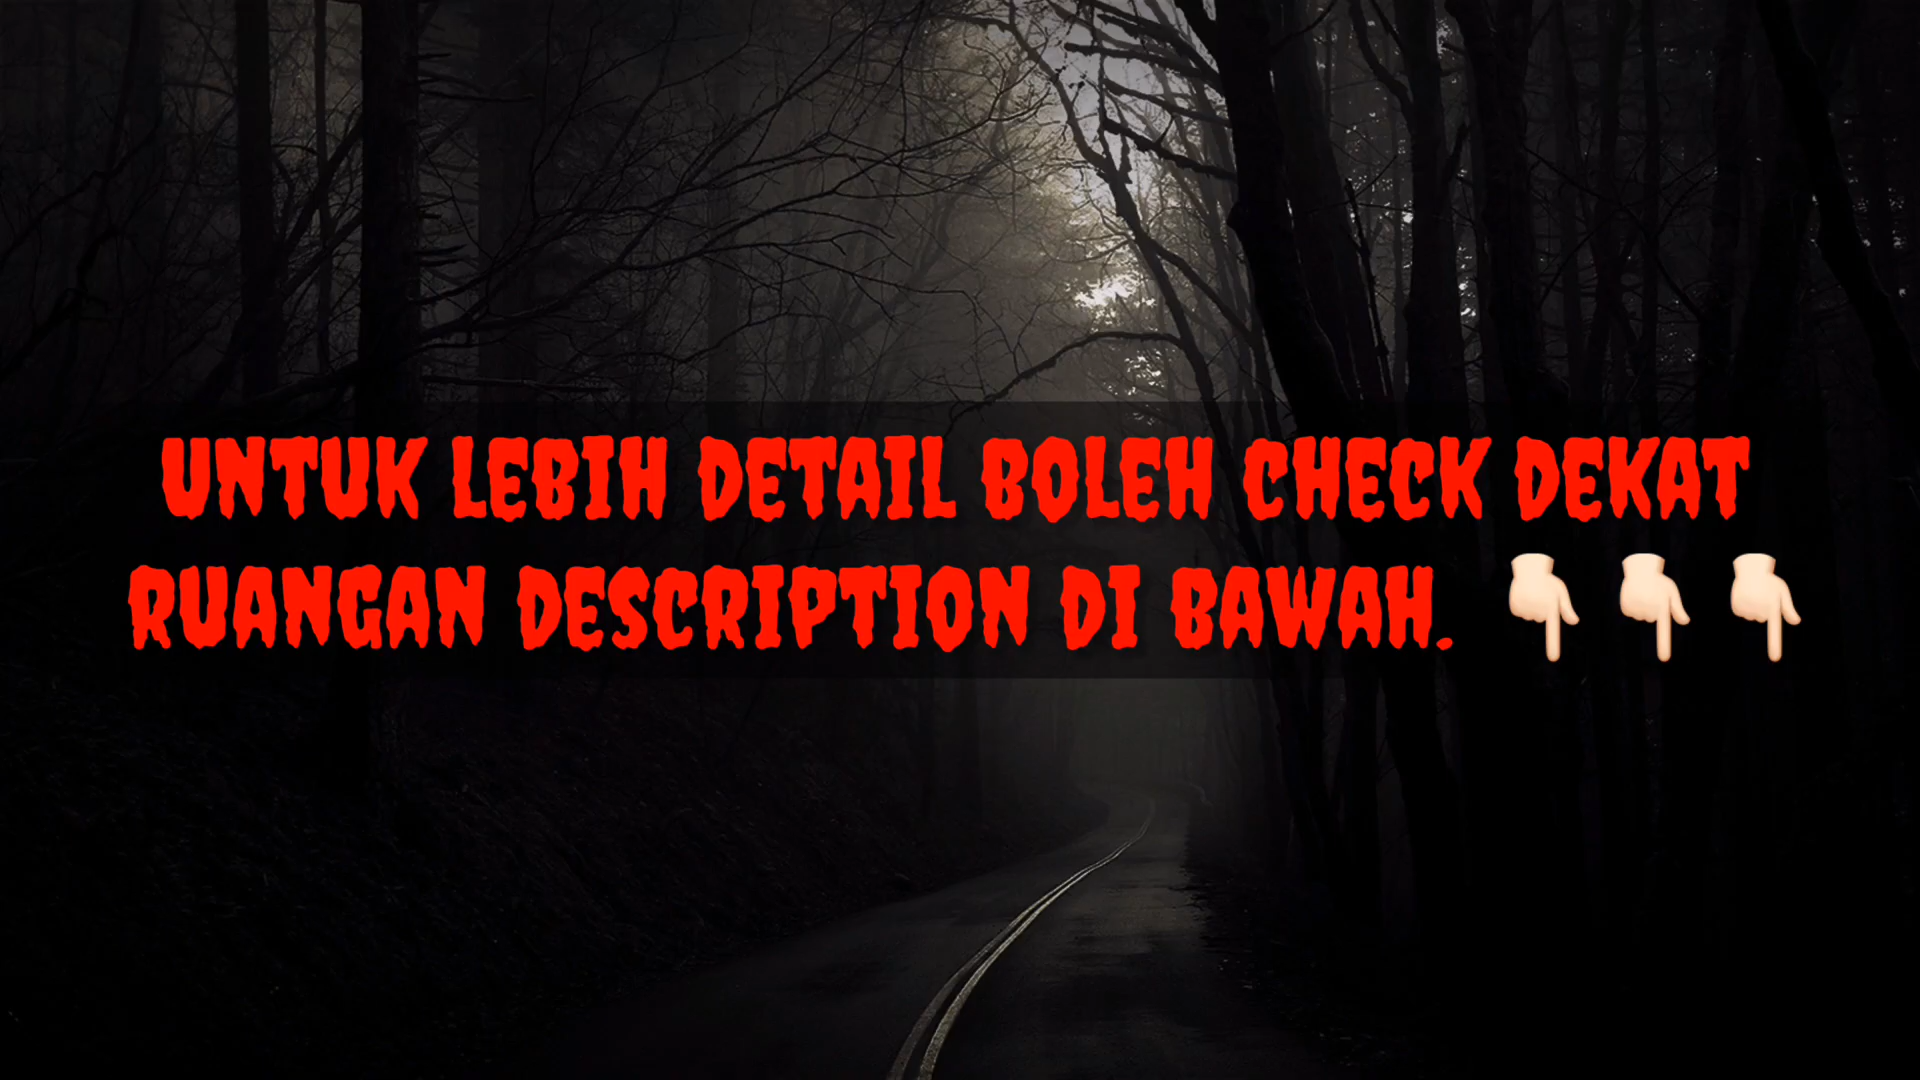 UNTUK LEBIH DETAIL BOLEH CHECK DEKAT
RUANGAN DESCRIPTION DI BAWAH. 👇🏻👇🏻👇🏻